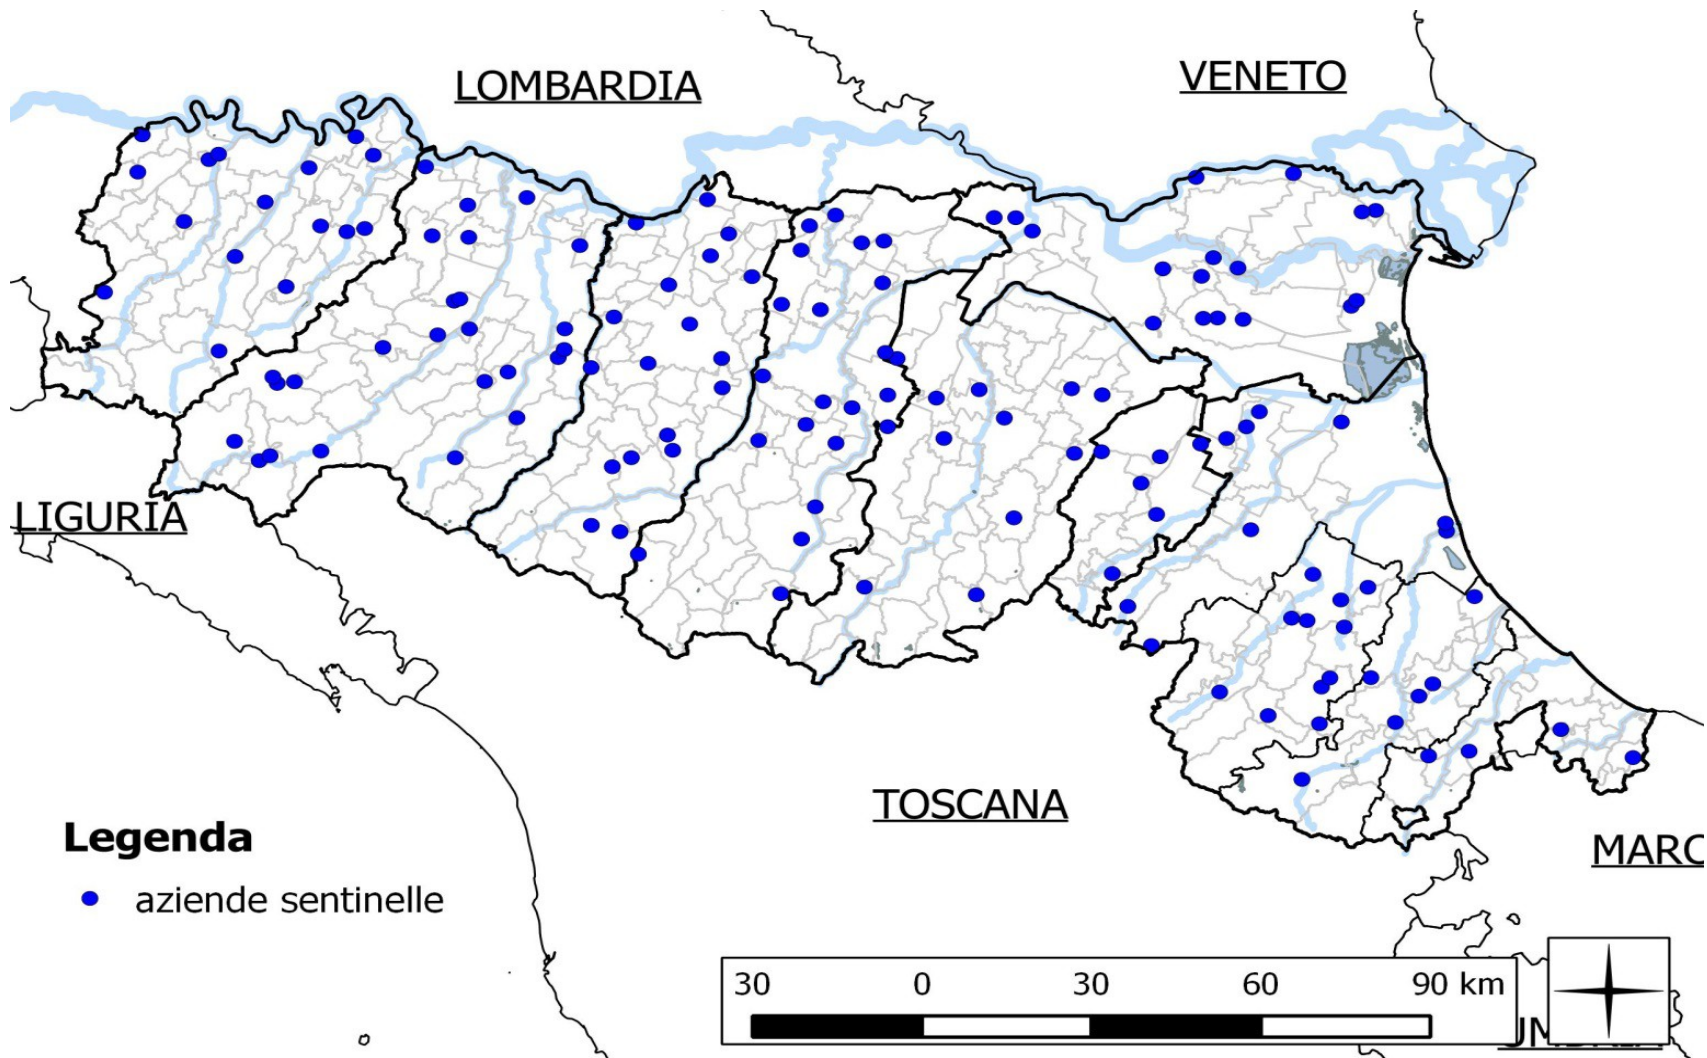 LOMBARDIA
VENETO
LIGURIA
TOSCANA
Legenda
aziende sentinelle
MARC
30 0 30 60 90 km